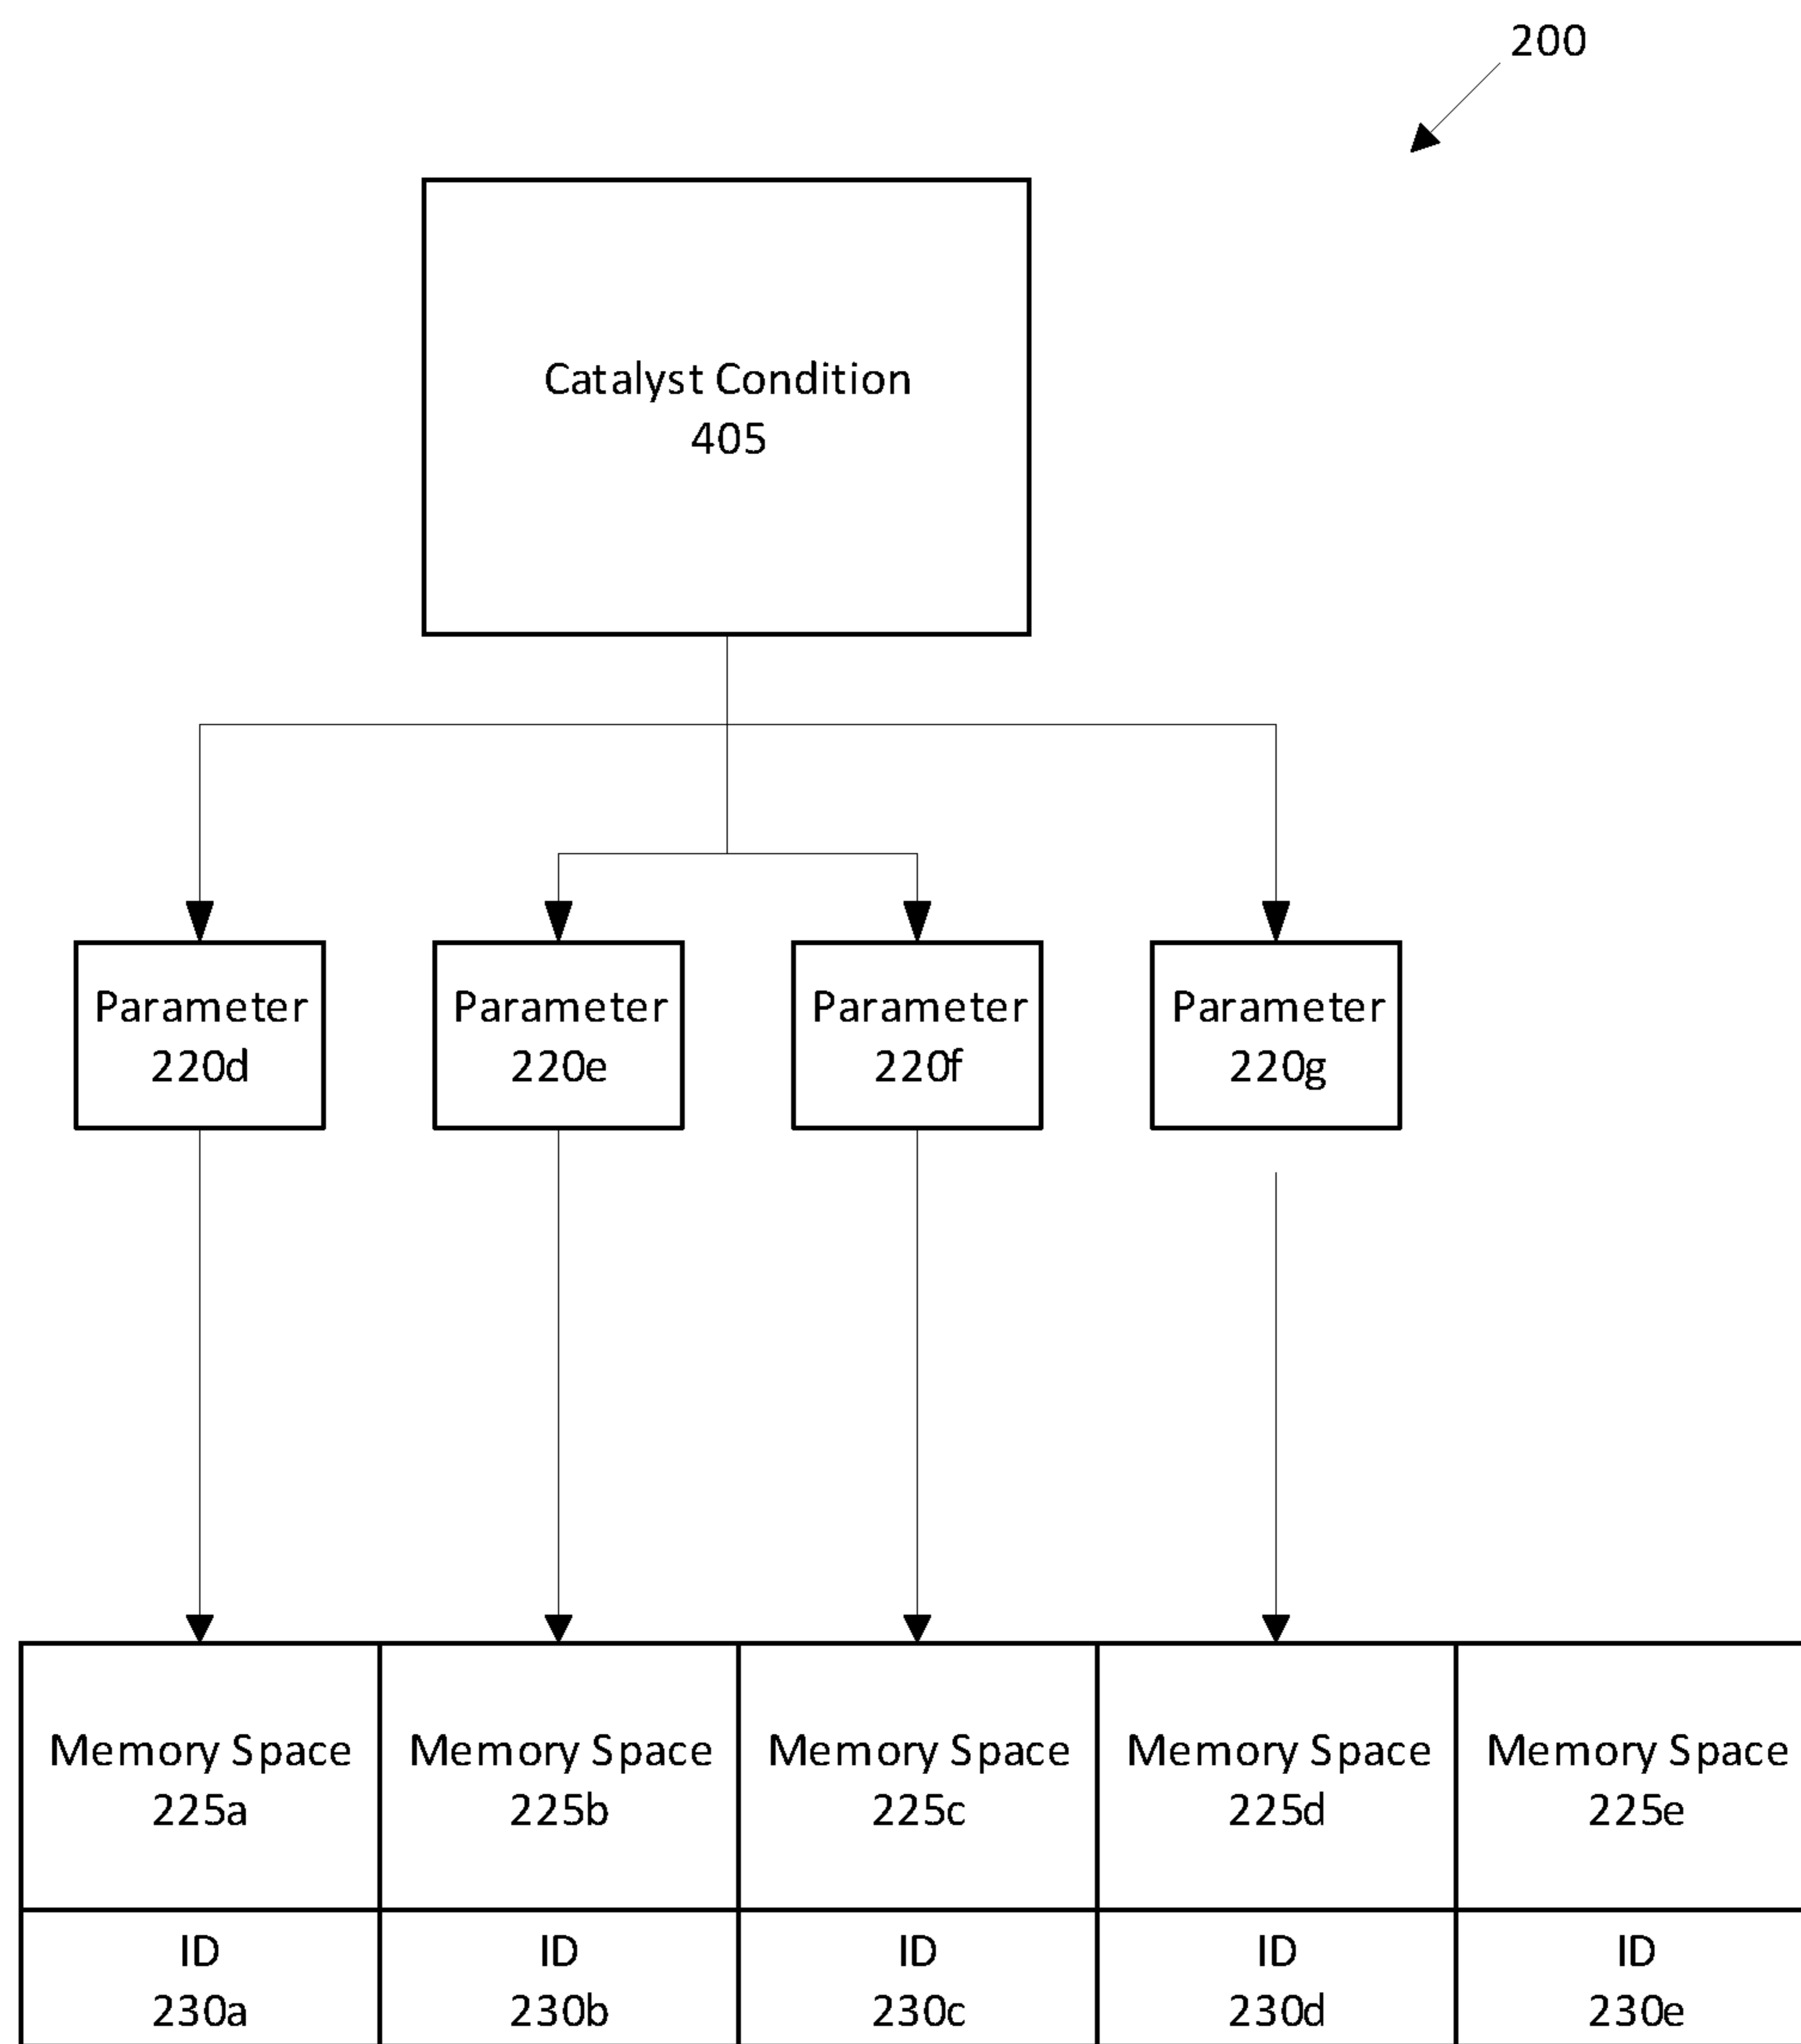 200
Catalyst Condition
405
Parameter
220d
Parameter
220e
Parameter
220f
Parameter
220g
Memory Space
225a
Memory Space
225b
Memory Space
225c
Memory Space
225d
Memory Space
225e
ID
230a
ID
230b
ID
230c
ID
230d
ID
230e